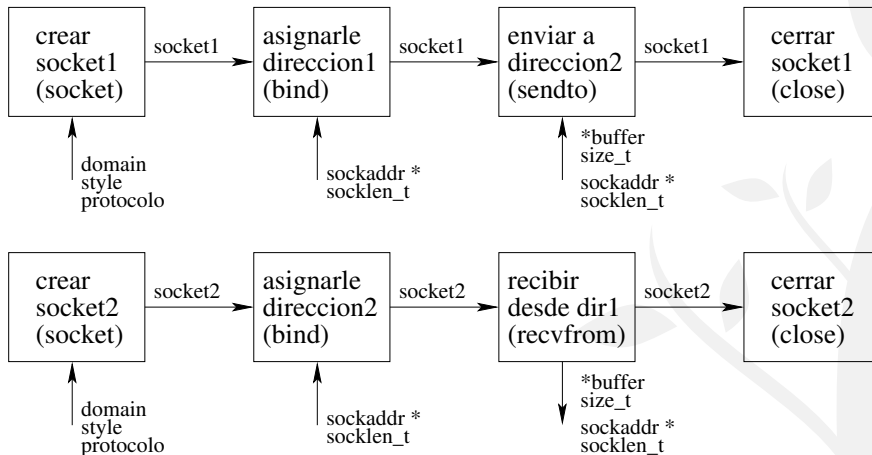 crear
socket1
(socket)
socket1
asignarle
direccion1
(bind)
socket1
enviar a
direccion2
(sendto)
socket1
cerrar
socket1
(close)
domain
style
protocolo
sockaddr *
socklen_t
*buffer
size_t
sockaddr *
socklen_t
crear
socket2
(socket)
socket2
asignarle
direccion2
(bind)
socket2
recibir
desde dir1
(recvfrom)
socket2
cerrar
socket2
(close)
domain
style
protocolo
sockaddr *
socklen_t
*buffer
size_t
sockaddr *
socklen_t